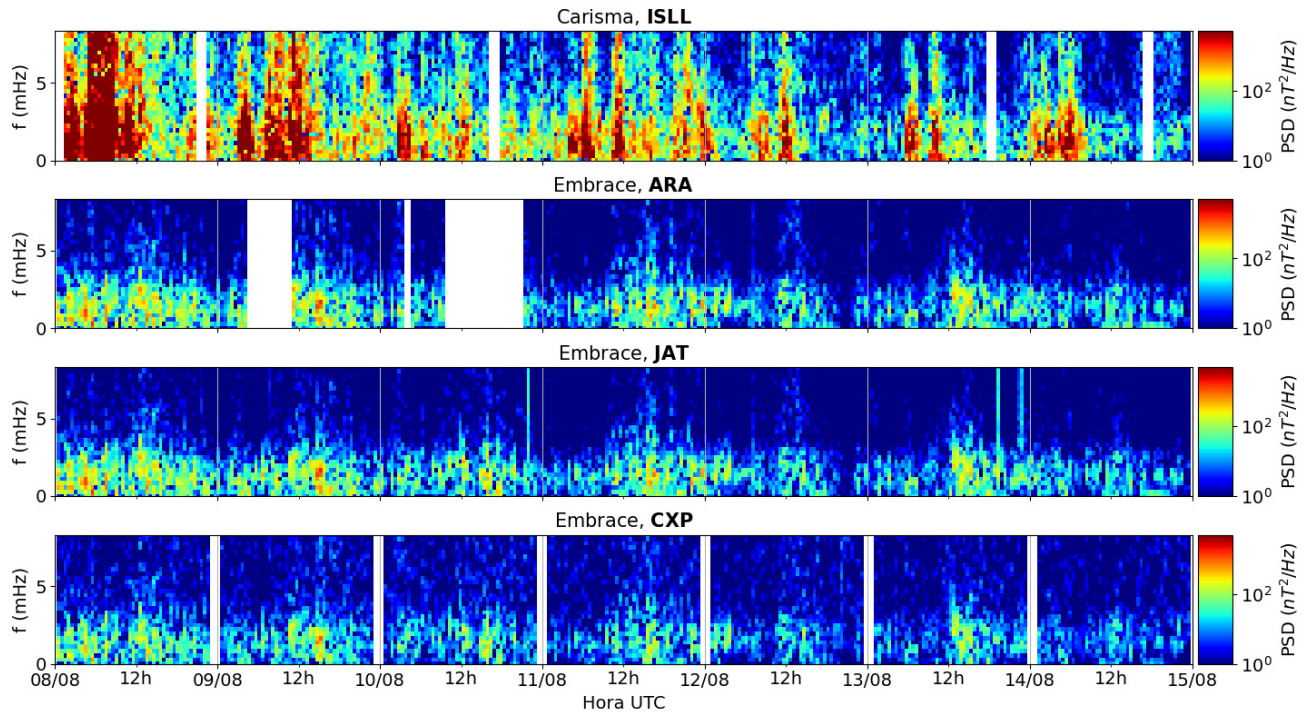 Carisma, ISLL
f (mHz)
5
0
10²
10⁰
PSD (nT²/Hz)
Embrace, ARA
f (mHz)
5
0
10²
10⁰
PSD (nT²/Hz)
Embrace, JAT
f (mHz)
5
0
10²
10⁰
PSD (nT²/Hz)
Embrace, CXP
f (mHz)
5
0
10²
10⁰
PSD (nT²/Hz)
08/08 12h 09/08 12h 10/08 12h 11/08 12h 12/08 12h 13/08 12h 14/08 12h 15/08
Hora UTC